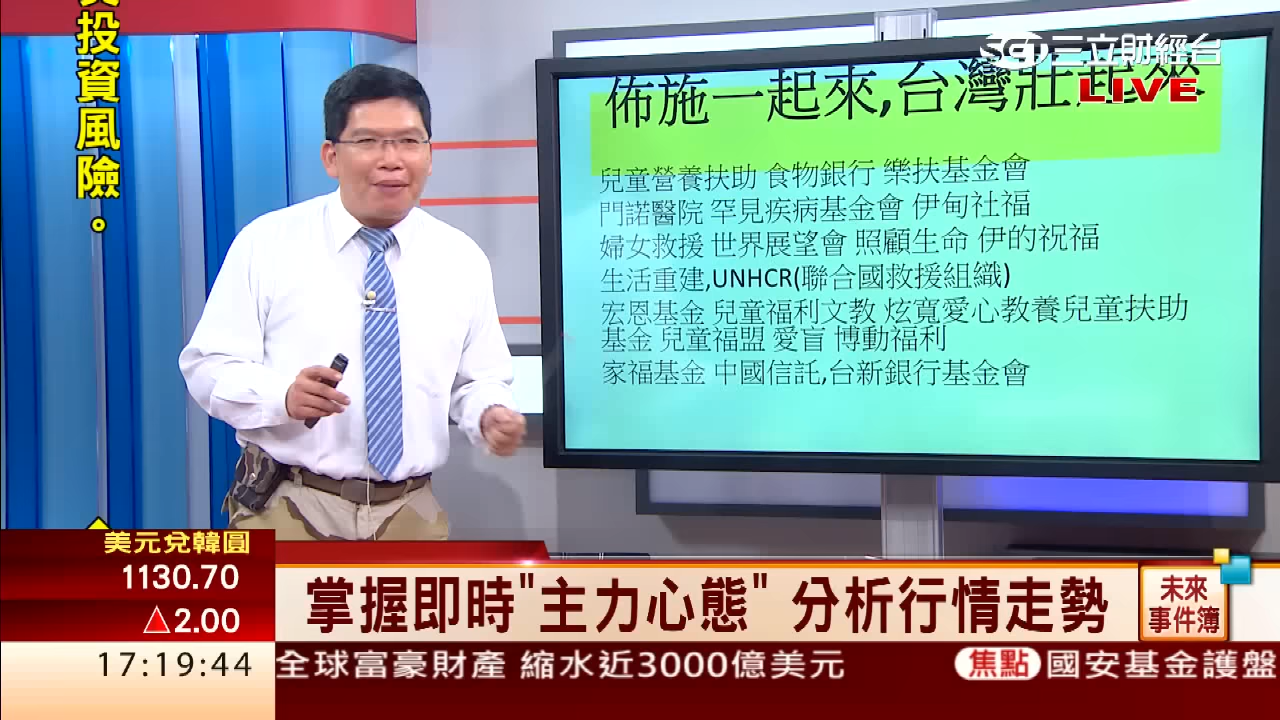 投資風險。
SET 三立財經台
LIVE
佈施一起來,台灣壯起來
兒童營養扶助 食物銀行 樂扶基金會
門諾醫院 罕見疾病基金會 伊甸社福
婦女救援 世界展望會 照顧生命 伊的祝福
生活重建,UNHCR(聯合國救援組織)
宏恩基金 兒童福利文教 炫寬愛心教養兒童扶助
基金 兒童福盟 愛盲 博動福利
家福基金 中國信託,台新銀行基金會
美元兌韓圓
1130.70
△2.00
掌握即時"主力心態" 分析行情走勢
未來
事件簿
17:19:44
全球富豪財產 縮水近3000億美元
焦點 國安基金護盤